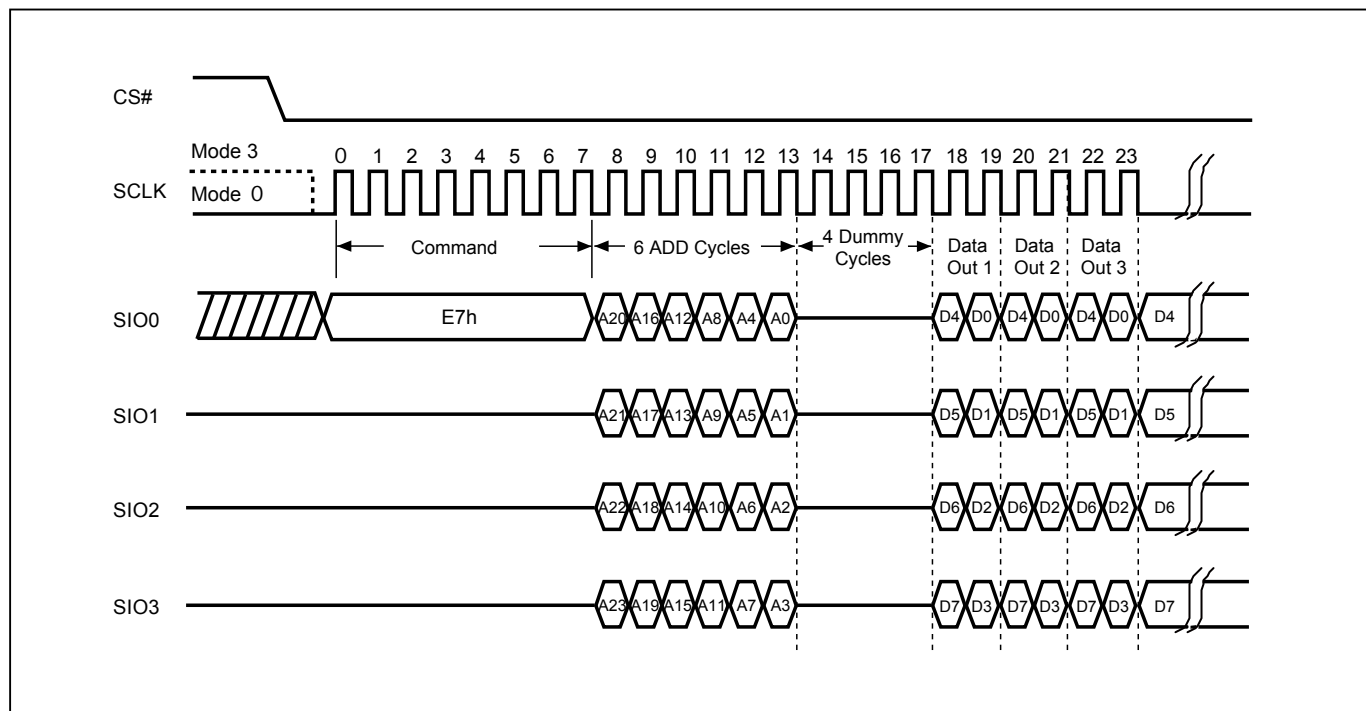 CS#
Mode 3
0 1 2 3 4 5 6 7 8 9 10 11 12 13 14 15 16 17 18 19 20 21 22 23
SCLK
Mode 0
Command
6 ADD Cycles
4 Dummy
Cycles
Data
Out 1
Data
Out 2
Data
Out 3
SIO0
E7h
A20 A16 A12 A8 A4 A0
D4 D0 D4 D0 D4 D0 D4
SIO1
A21 A17 A13 A9 A5 A1
D5 D1 D5 D1 D5 D1 D5
SIO2
A22 A18 A14 A10 A6 A2
D6 D2 D6 D2 D6 D2 D6
SIO3
A23 A19 A15 A11 A7 A3
D7 D3 D7 D3 D7 D3 D7